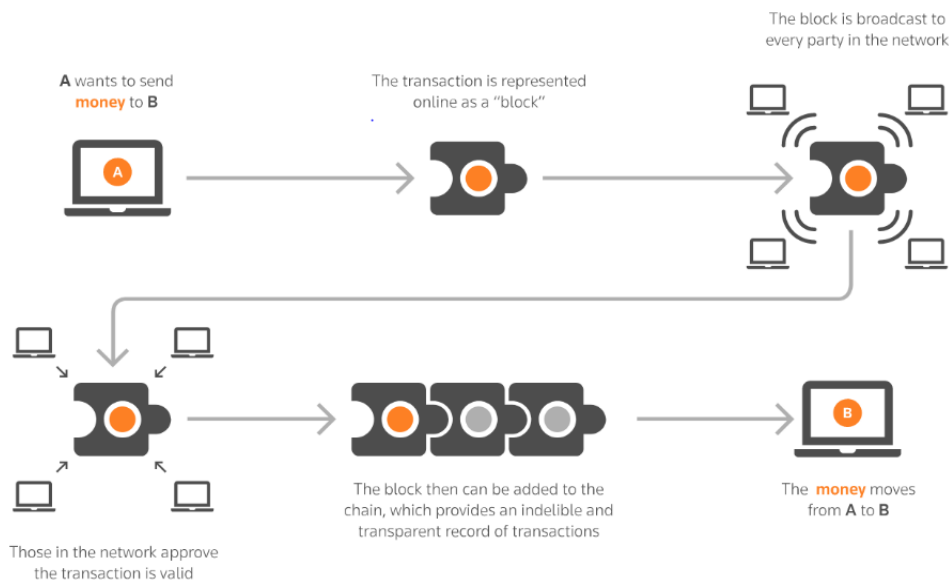 A wants to send
money to B
A
The transaction is represented
online as a “block”
The block is broadcast to
every party in the network
Those in the network approve
the transaction is valid
The block then can be added to the
chain, which provides an indelible and
transparent record of transactions
B
The money moves
from A to B